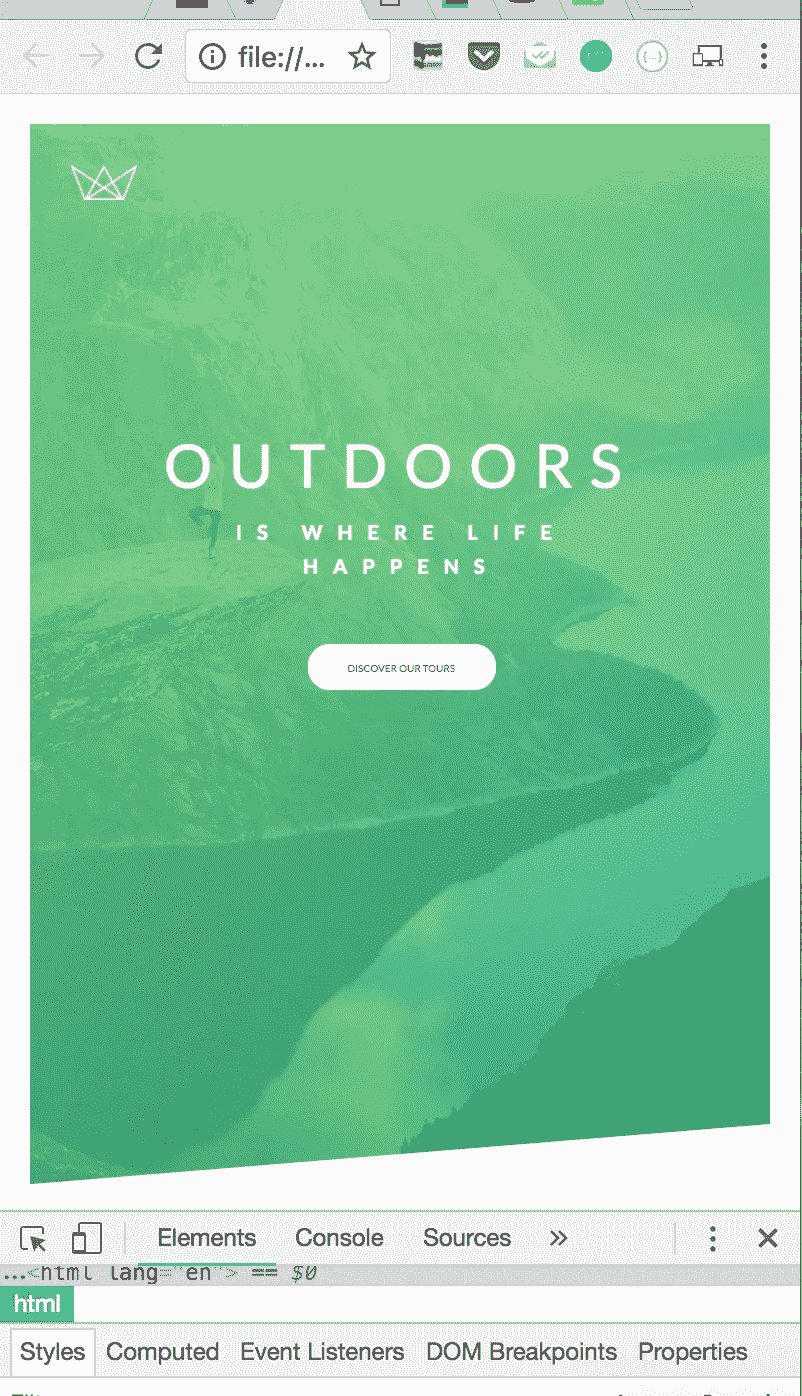 file://...
{...}
OUTDOORS
IS WHERE LIFE
HAPPENS
DISCOVER OUR TOURS
Elements Console Sources »
...<html lang="en"> == $0
html
Styles Computed Event Listeners DOM Breakpoints Properties